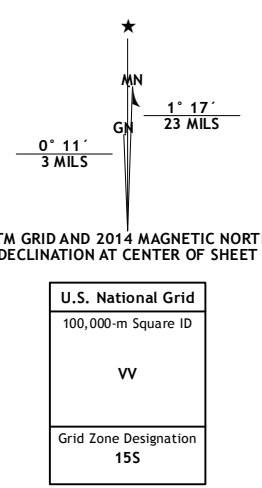 ★
MN
1° 17´
23 MILS
GN
0° 11´
3 MILS
TM GRID AND 2014 MAGNETIC NORT
DECLINATION AT CENTER OF SHEET
U.S. National Grid
100,000-m Square ID
VV
Grid Zone Designation
15S